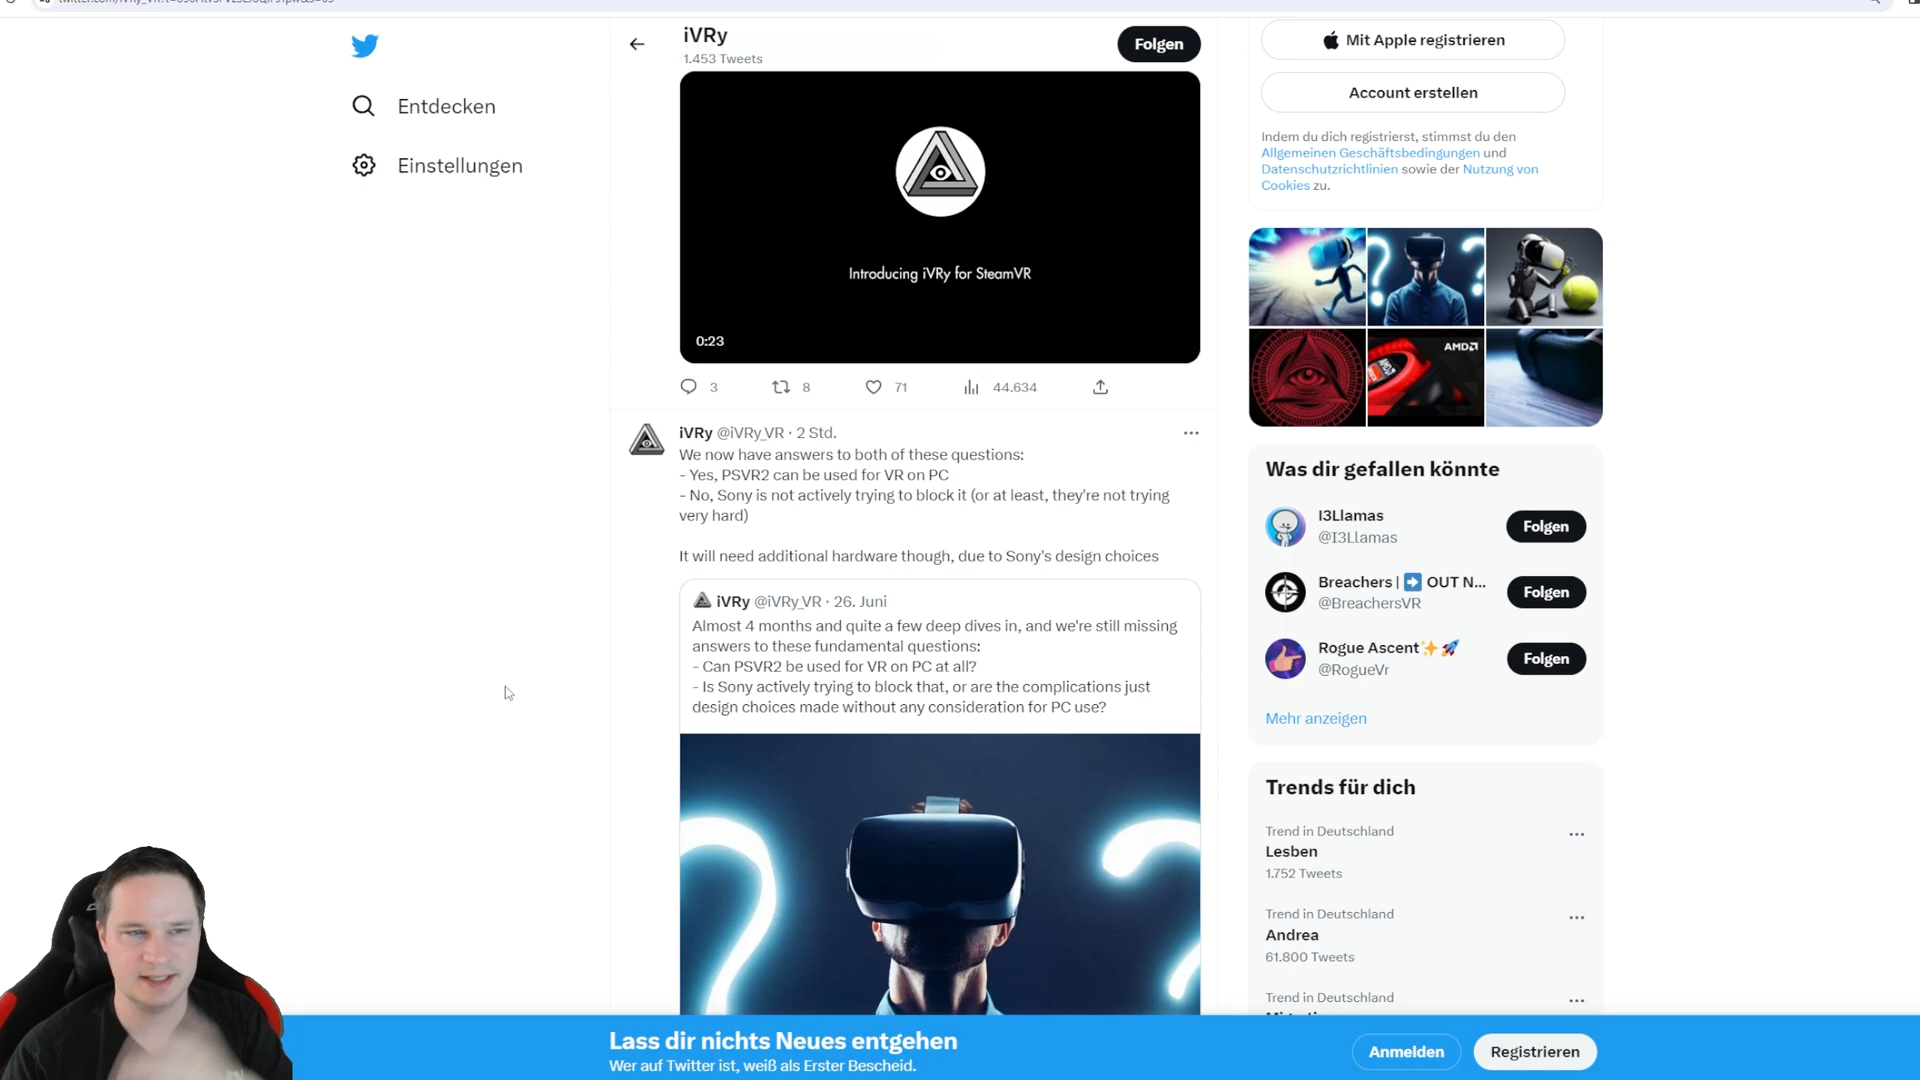 iVRy
1.453 Tweets
Folgen
Entdecken
Einstellungen
Introducing iVRy for SteamVR
0:23
3
8
71
44.634
iVRy @iVRy_VR · 2 Std.
We now have answers to both of these questions:
- Yes, PSVR2 can be used for VR on PC
- No, Sony is not actively trying to block it (or at least, they're not trying
very hard)
It will need additional hardware though, due to Sony's design choices
iVRy @iVRy_VR · 26. Juni
Almost 4 months and quite a few deep dives in, and we're still missing
answers to these fundamental questions:
- Can PSVR2 be used for VR on PC at all?
- Is Sony actively trying to block that, or are the complications just
design choices made without any consideration for PC use?
Mit Apple registrieren
Account erstellen
Indem du dich registrierst, stimmst du den
Allgemeinen Geschäftsbedingungen und
Datenschutzrichtlinien sowie der Nutzung von
Cookies zu.
AMD
Was dir gefallen könnte
I3Llamas
@I3Llamas
Folgen
Breachers | ➡️ OUT N...
@BreachersVR
Folgen
Rogue Ascent✨🚀
@RogueVr
Folgen
Mehr anzeigen
Trends für dich
Trend in Deutschland
Lesben
1.752 Tweets
Trend in Deutschland
Andrea
61.800 Tweets
Trend in Deutschland
Lass dir nichts Neues entgehen
Wer auf Twitter ist, weiß als Erster Bescheid.
Anmelden
Registrieren